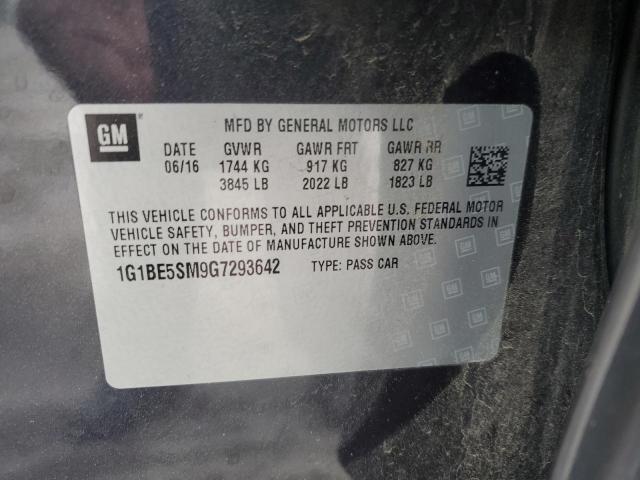 GM
MFD BY GENERAL MOTORS LLC
DATE GVWR GAWR FRT GAWR RR
06/16 1744 KG 917 KG 827 KG
3845 LB 2022 LB 1823 LB
THIS VEHICLE CONFORMS TO ALL APPLICABLE U.S. FEDERAL MOTOR
VEHICLE SAFETY, BUMPER, AND THEFT PREVENTION STANDARDS IN
EFFECT ON THE DATE OF MANUFACTURE SHOWN ABOVE.
1G1BE5SM9G7293642 TYPE: PASS CAR